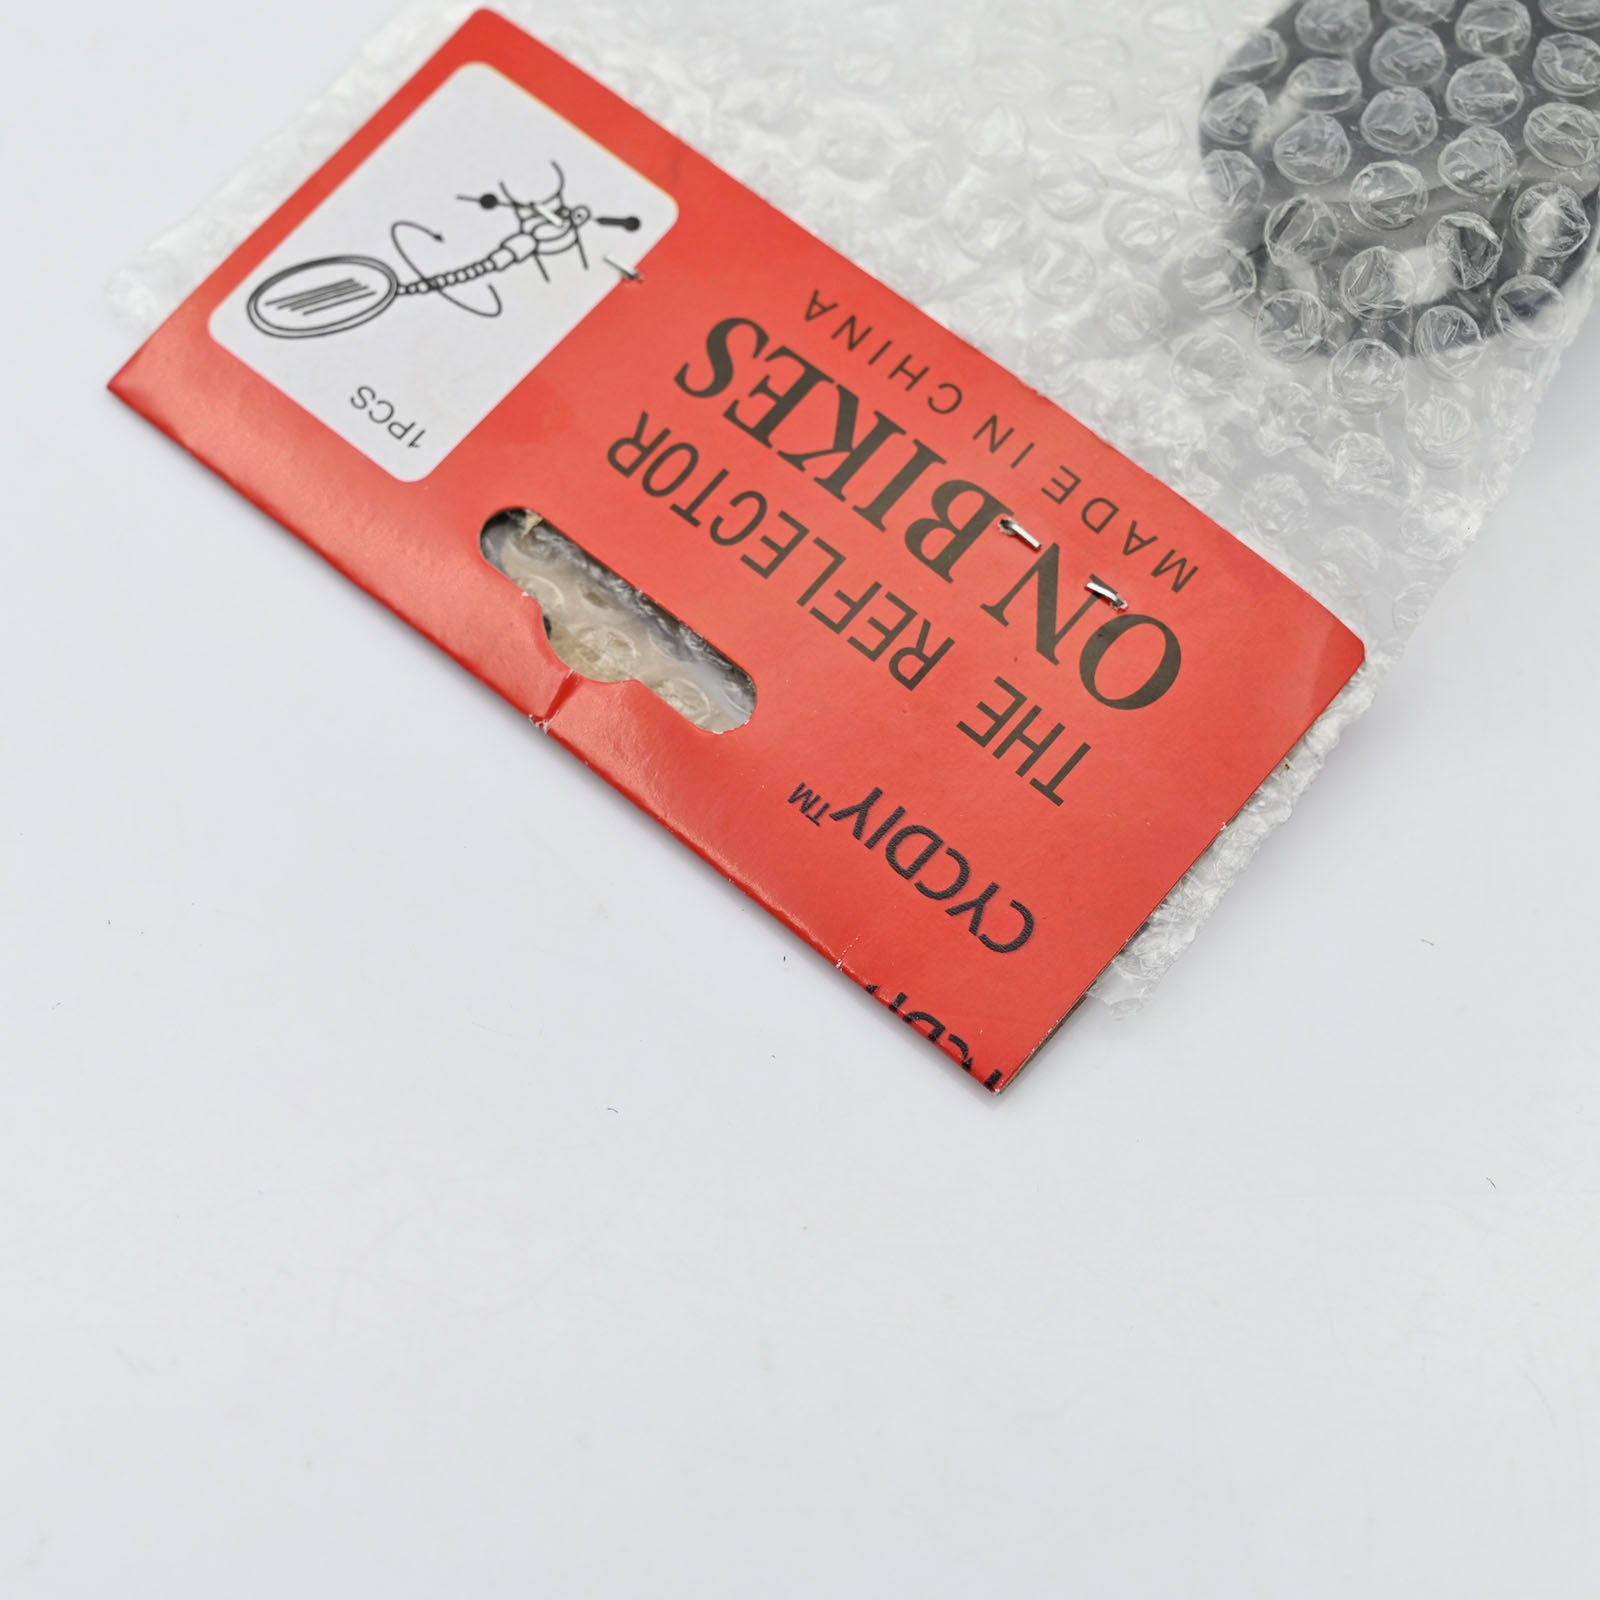 CYCDIY™
THE REFLECTOR
ON BIKES
MADE IN CHINA
1PCS